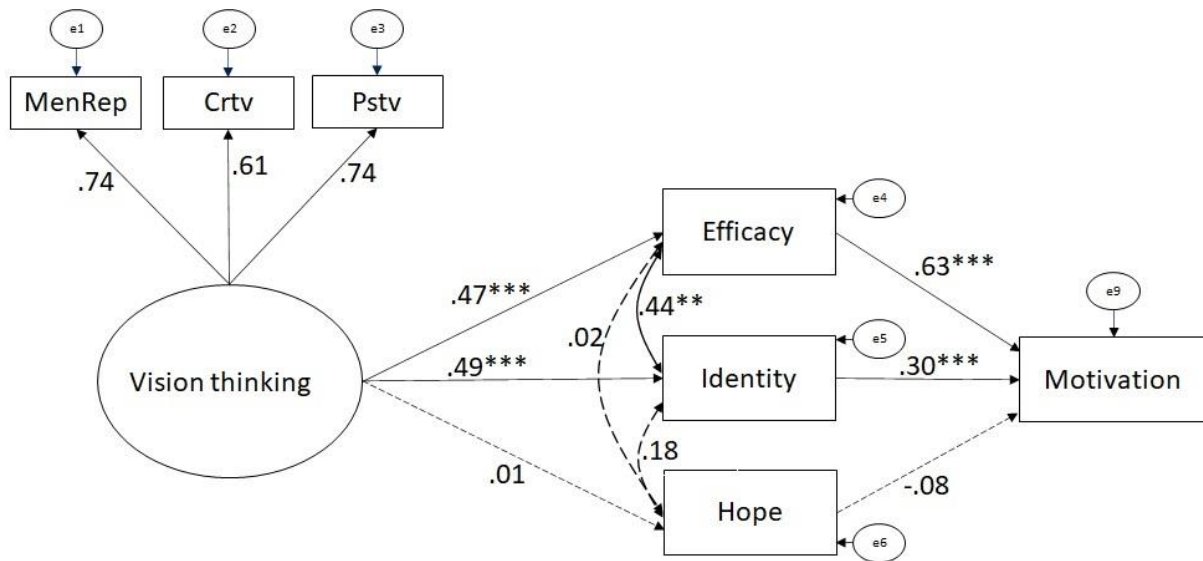 e1
e2
e3
MenRep
Crtv
Pstv
.74
.61
.74
e4
Efficacy
.47***
.63***
.44**
.02
e9
e5
.49***
Identity
.30***
Vision thinking
Motivation
.18
.01
-.08
Hope
e6